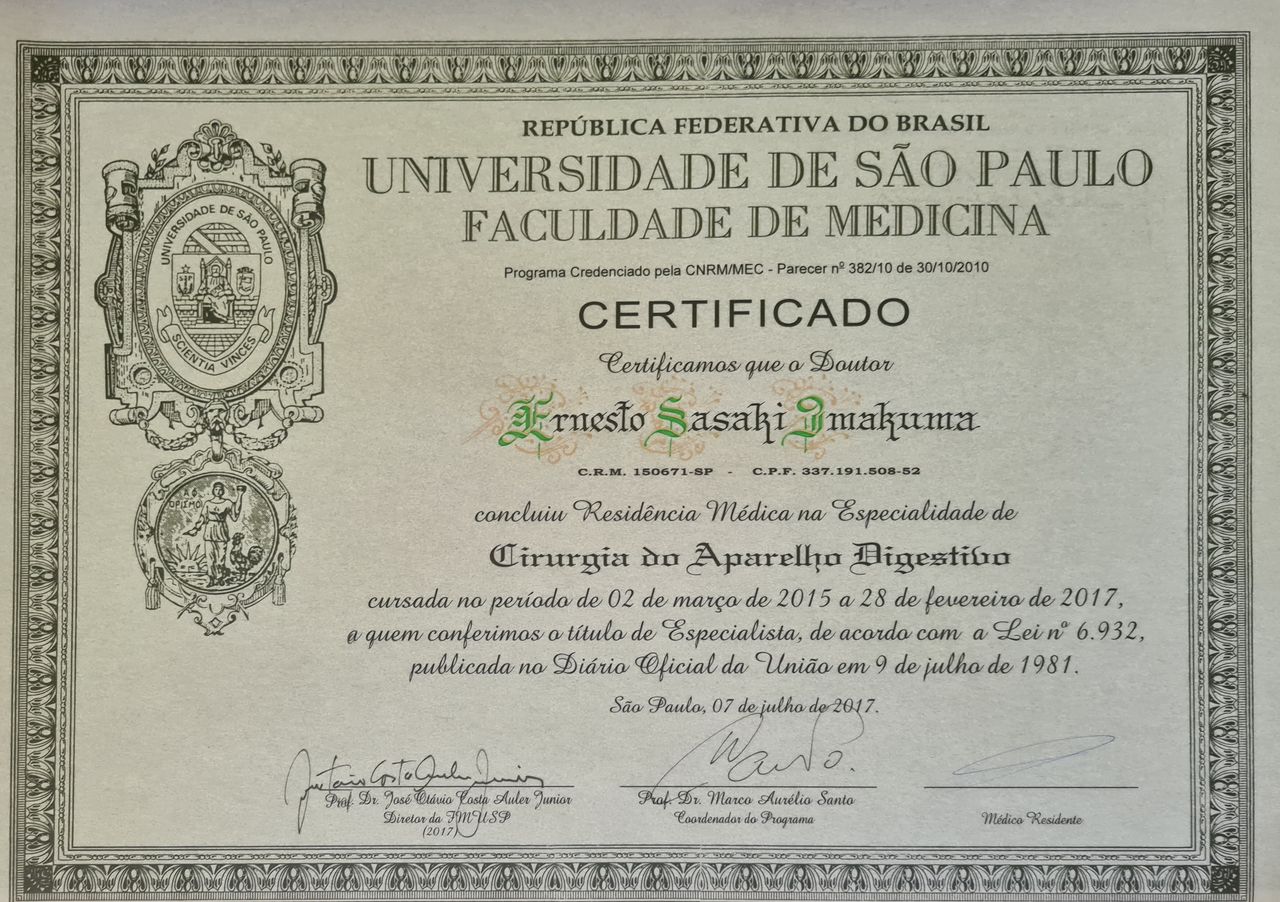 REPÚBLICA FEDERATIVA DO BRASIL
UNIVERSIDADE DE SÃO PAULO
FACULDADE DE MEDICINA
Programa Credenciado pela CNRM/MEC - Parecer nº 382/10 de 30/10/2010
CERTIFICADO
Certificamos que o Doutor
Ernesto Sasaki Imakuma
C.R.M. 150671-SP - C.P.F. 337.191.508-52
concluiu Residência Médica na Especialidade de
Cirurgia do Aparelho Digestivo
cursada no período de 02 de março de 2015 a 28 de fevereiro de 2017,
a quem conferimos o título de Especialista, de acordo com a Lei nº 6.932,
publicada no Diário Oficial da União em 9 de julho de 1981.
São Paulo, 07 de julho de 2017.
Prof. Dr. José Otávio Costa Auler Junior
Diretor da FMUSP
(2017)
Prof. Dr. Marco Aurélio Santo
Coordenador do Programa
Médico Residente
UNIVERSIDADE DE SÃO PAULO
SCIENTIA VINCES
OPIZMO